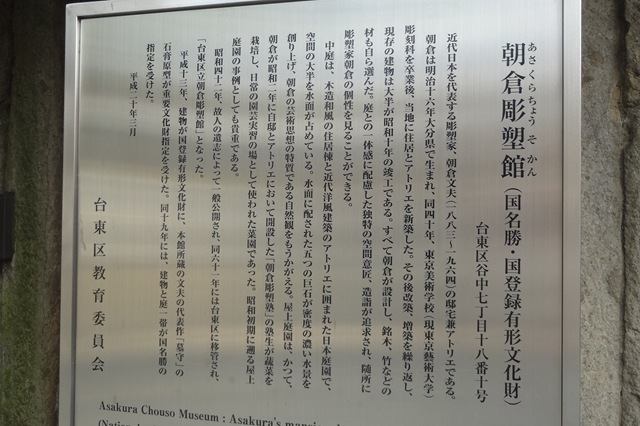 あさくらちょうそかん
朝倉彫塑館（国名勝・国登録有形文化財）
台東区谷中七丁目十八番十号
近代日本を代表する彫塑家、朝倉文夫（一八八三～一九六四）の邸宅兼アトリエである。
朝倉は明治十六年大分県で生まれ、同四十年、東京美術学校（現東京藝術大学）
彫刻科を卒業後、当地に住居とアトリエを新築した。その後改築、増築を繰り返し、
現存の建物は大半が昭和十年の竣工である。すべて朝倉が設計し、銘木、竹などの
材も自ら選んだ。庭との一体感に配慮した独特の空間意匠、造詣が追求され、随所に
彫塑家朝倉の個性を見ることができる。
中庭は、木造和風の住居棟と近代洋風建築のアトリエに囲まれた日本庭園で、
空間の大半を水面が占めている。水面に配された五つの巨石が密度の濃い水景を
創り上げ、朝倉の芸術思想の特質である自然観をもうかがえる。屋上庭園は、かつて、
朝倉が昭和二年に自邸とアトリエにおいて開設した「朝倉彫塑塾」の塾生が蔬菜を
栽培し、日常の園芸実習の場として使われた菜園であった。昭和初期に遡る屋上
庭園の事例としても貴重である。
昭和四十二年、故人の遺志によって一般公開され、同六十一年には台東区に移管され、
「台東区立朝倉彫塑館」となった。
平成十三年、建物が国登録有形文化財に、本館所蔵の文夫の代表作「墓守」の
石膏原型が重要文化財指定を受けた。同十九年には、建物と庭一帯が国名勝の
指定を受けた。
平成二十年三月
台東区教育委員会
Asakura Chouso Museum : Asakura's